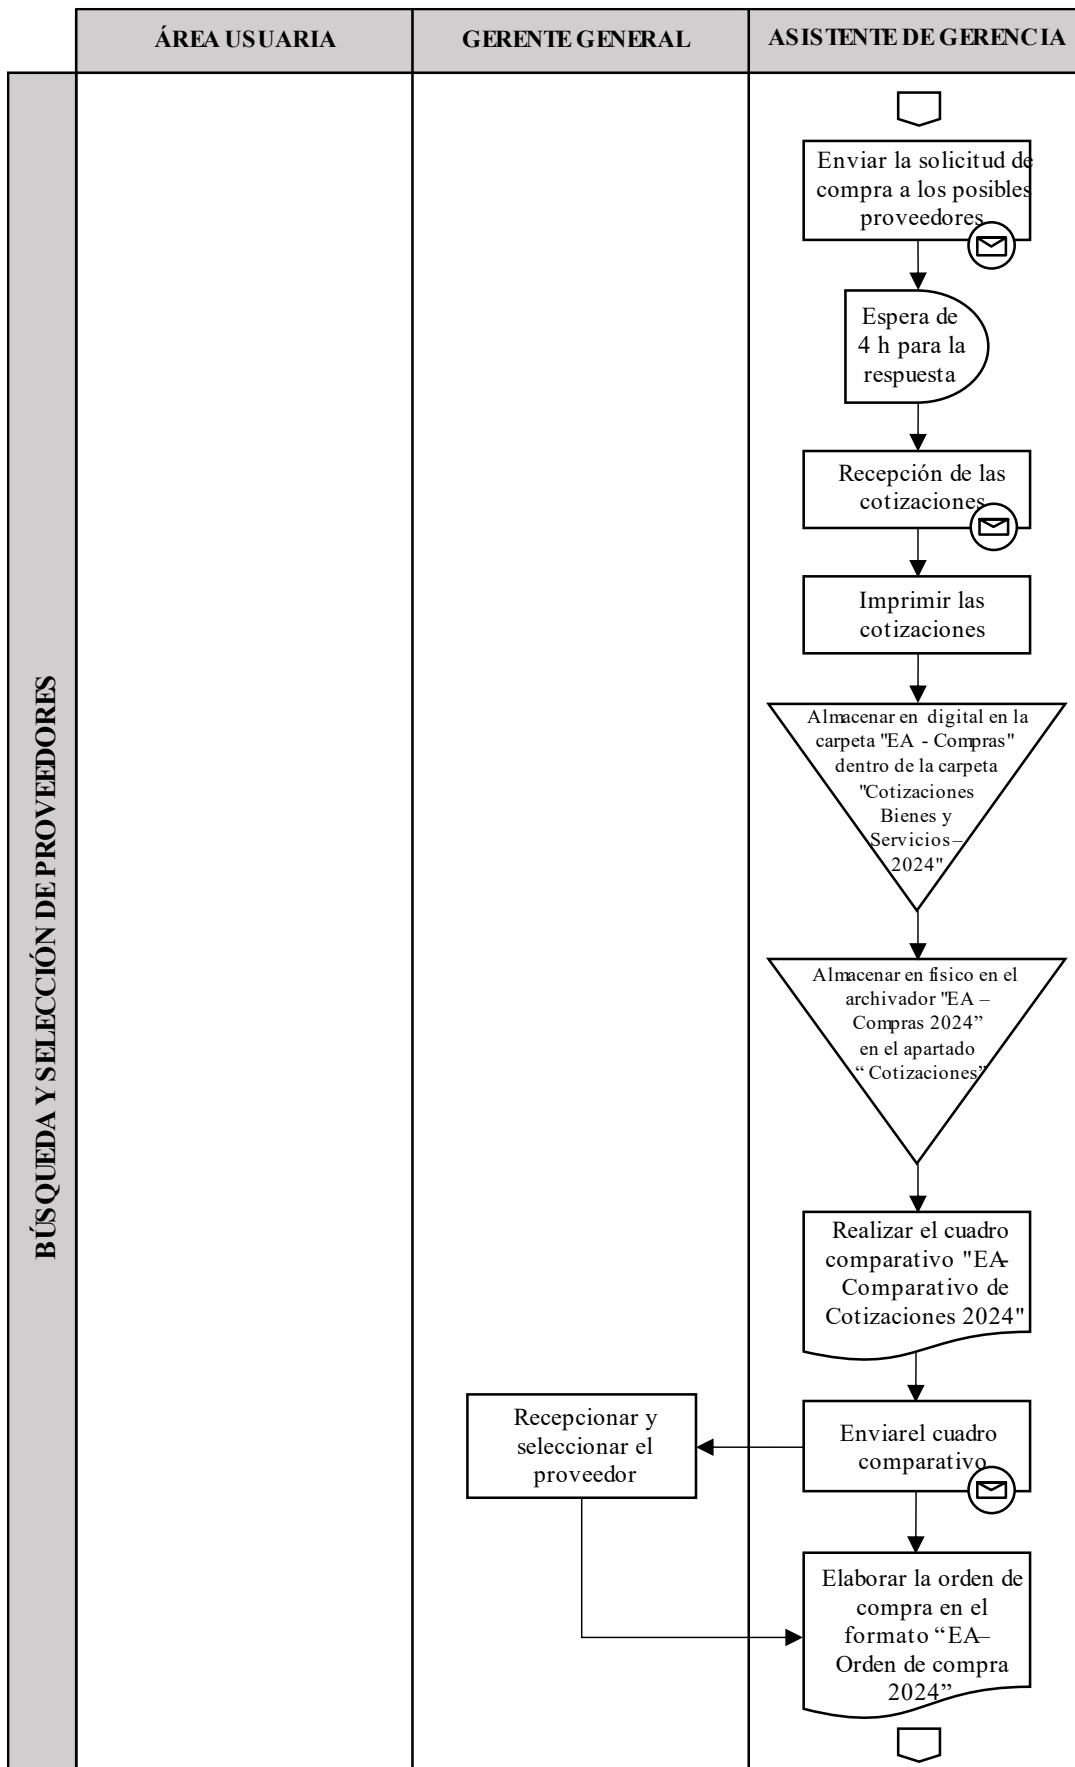 ÁREA USUARIA
GERENTE GENERAL
ASISTENTE DE GERENCIA
BÚSQUEDA Y SELECCIÓN DE PROVEEDORES
Enviar la solicitud de
compra a los posibles
proveedores
Espera de
4 h para la
respuesta
Recepción de las
cotizaciones
Imprimir las
cotizaciones
Almacenar en digital en la
carpeta "EA - Compras"
dentro de la carpeta
"Cotizaciones
Bienes y
Servicios –
2024"
Almacenar en físico en el
archivador "EA –
Compras 2024”
en el apartado
“Cotizaciones”
Realizar el cuadro
comparativo "EA-
Comparativo de
Cotizaciones 2024"
Recepcionar y
seleccionar el
proveedor
Enviar el cuadro
comparativo
Elaborar la orden de
compra en el
formato “EA–
Orden de compra
2024”